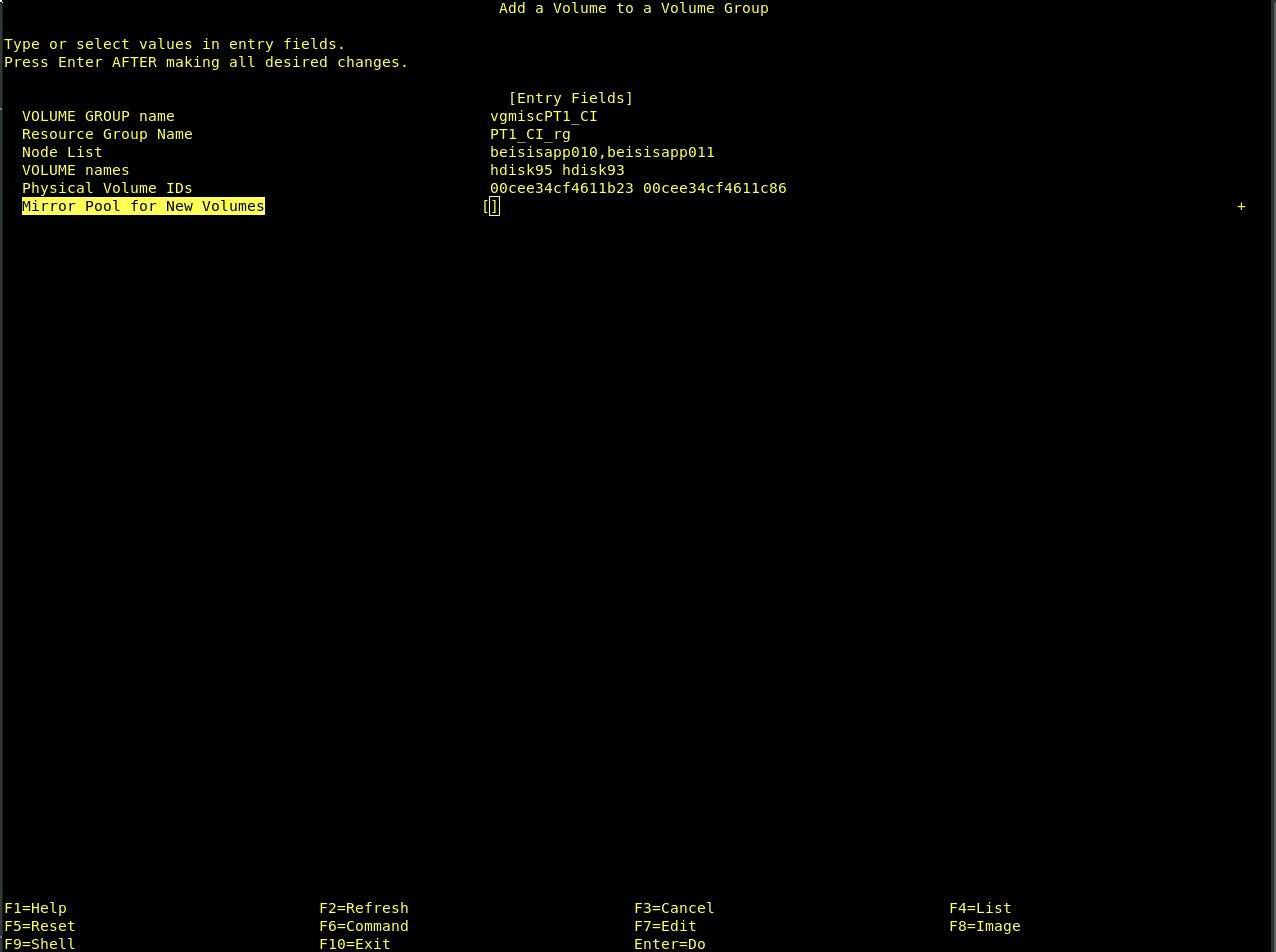 Add a Volume to a Volume Group
Type or select values in entry fields.
Press Enter AFTER making all desired changes.
[Entry Fields]
VOLUME GROUP name vgmiscPT1_CI
Resource Group Name PT1_CI_rg
Node List beisisapp010,beisisapp011
VOLUME names hdisk95 hdisk93
Physical Volume IDs 00cee34cf4611b23 00cee34cf4611c86
Mirror Pool for New Volumes [] +
F1=Help F2=Refresh F3=Cancel F4=List
F5=Reset F6=Command F7=Edit F8=Image
F9=Shell F10=Exit Enter=Do